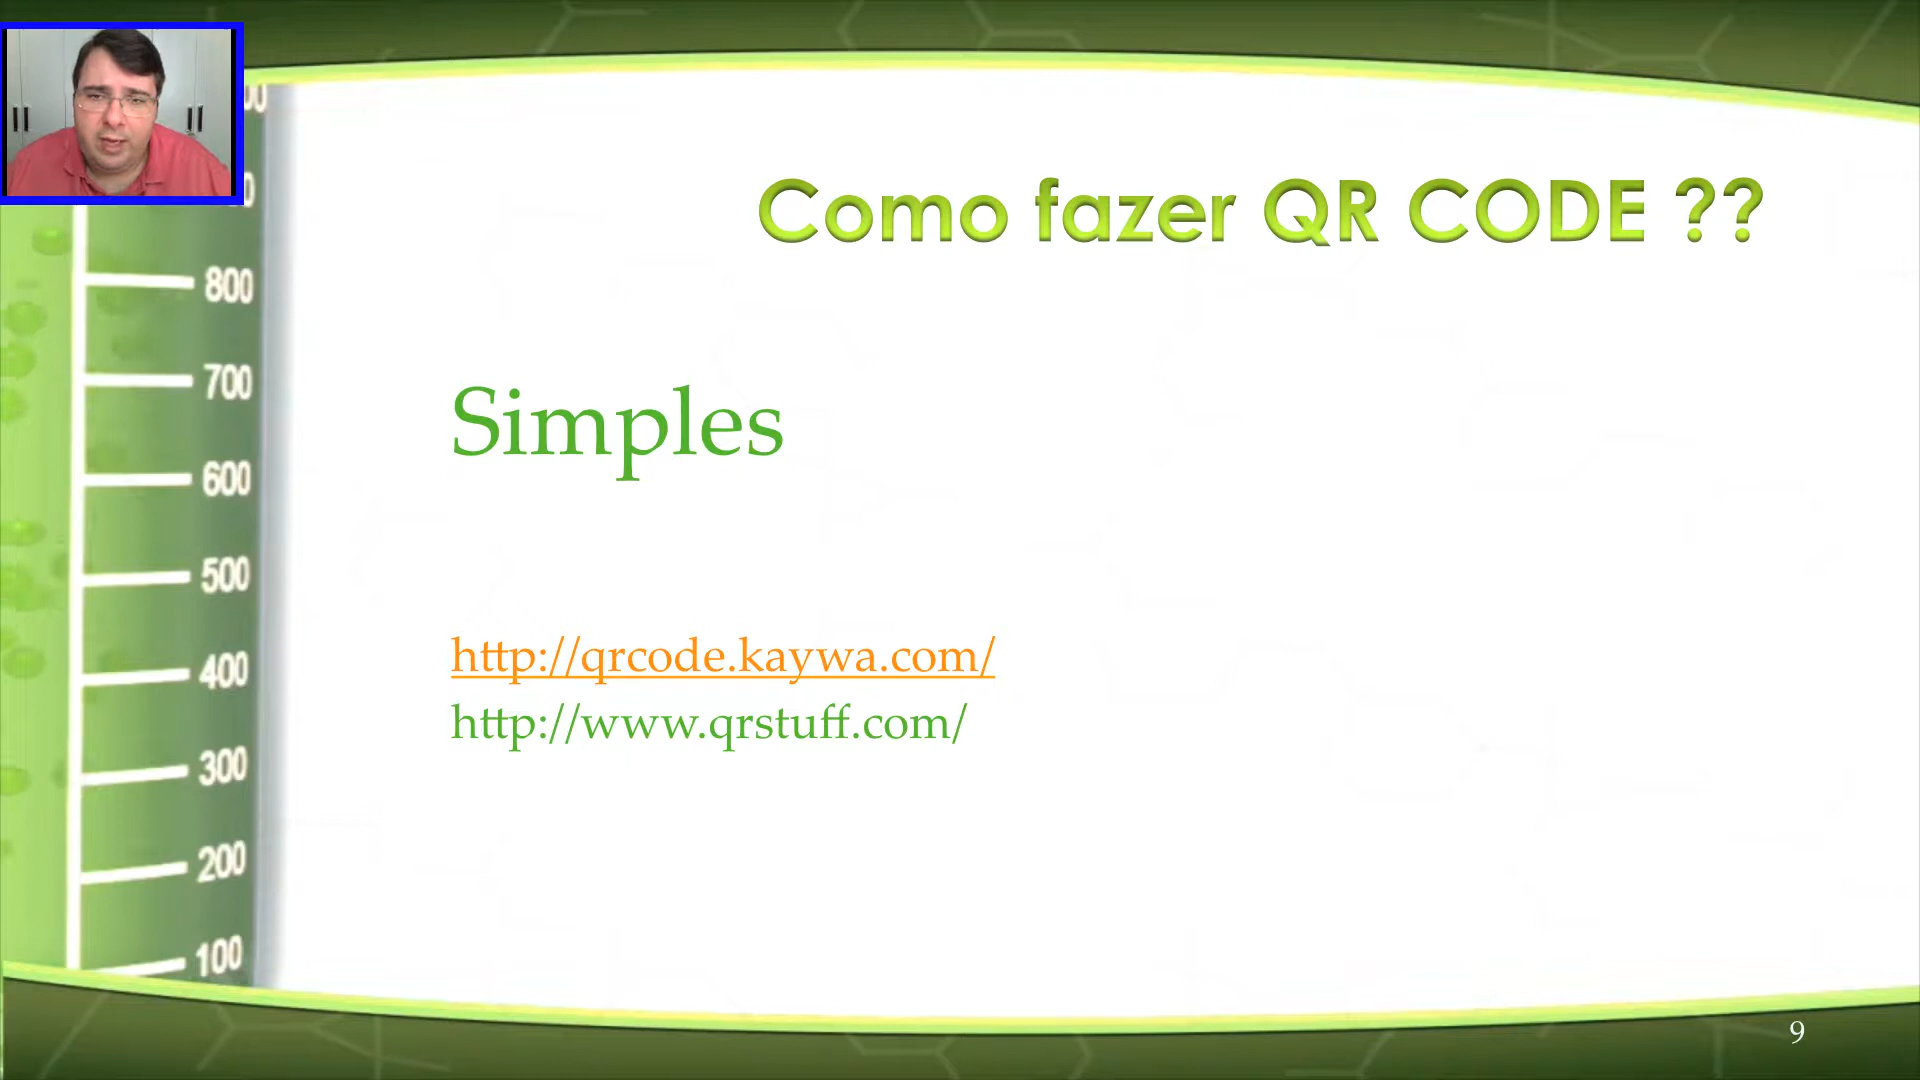 Como fazer QR CODE ??
Simples
http://qrcode.kaywa.com/
http://www.qrstuff.com/
800
700
600
500
400
300
200
100
9